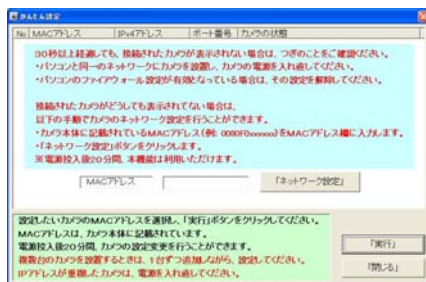 かんたん設定
No MACアドレス IPv4アドレス ポート番号 カメラの状態
30秒以上経過しても、接続されたカメラが表示されない場合は、つぎのことをご確認ください。
・パソコンと同一のネットワークにカメラを設置し、カメラの電源を入れ直してください。
・パソコンのファイアウォール設定が有効となっている場合は、その設定を解除してください。
接続されたカメラがどうしても表示されてない場合は、
以下の手順でカメラのネットワーク設定を行うことができます。
・カメラ本体に記載されているMACアドレス(例: 0080F0xxxxxx)をMACアドレス欄に入力します。
・「ネットワーク設定」ボタンをクリックします。
※電源投入後20分間、本機能は利用いただけます。
MACアドレス 「ネットワーク設定」
設定したいカメラのMACアドレスを選択し、「実行」ボタンをクリックしてください。
MACアドレスは、カメラ本体に記載されています。
電源投入後20分間、カメラの設定変更を行うことができます。
複数台のカメラを設置するときは、1台ずつ追加しながら、設定してください。
IPアドレスが重複したカメラは、電源を入れ直してください。
「実行」
「閉じる」